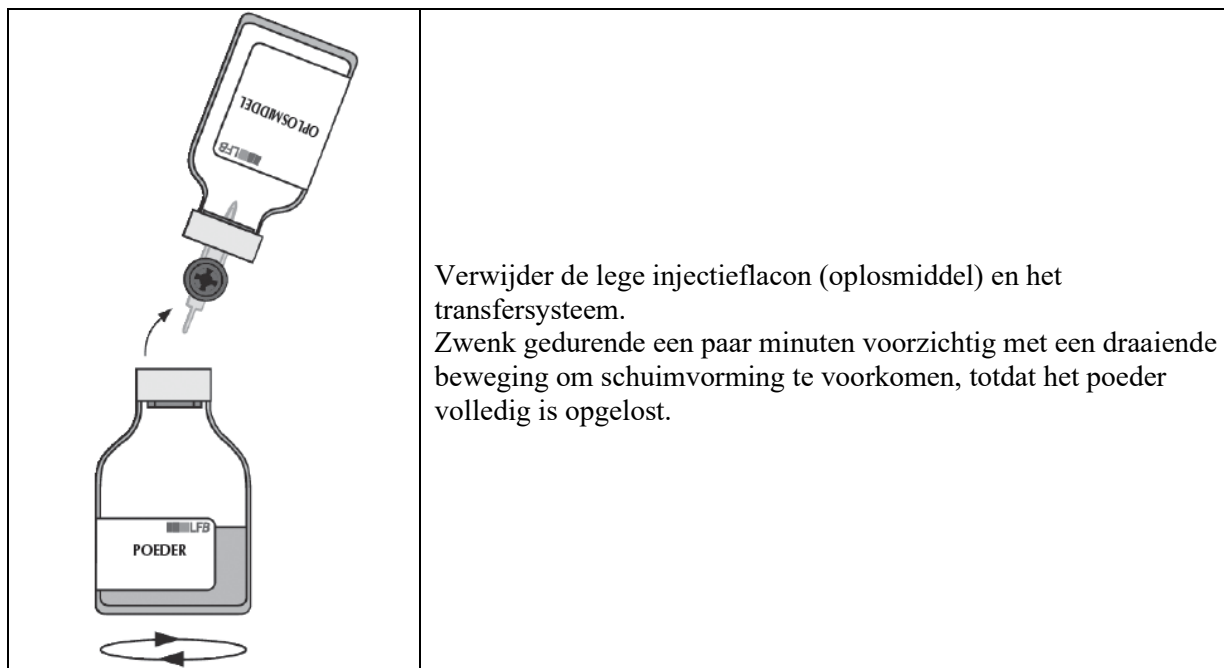 OPLOSMIDDEL
LFB
Verwijder de lege injectieflacon (oplosmiddel) en het
transfersysteem.
Zwenk gedurende een paar minuten voorzichtig met een draaiende
beweging om schuimvorming te voorkomen, totdat het poeder
volledig is opgelost.
LFB
POEDER